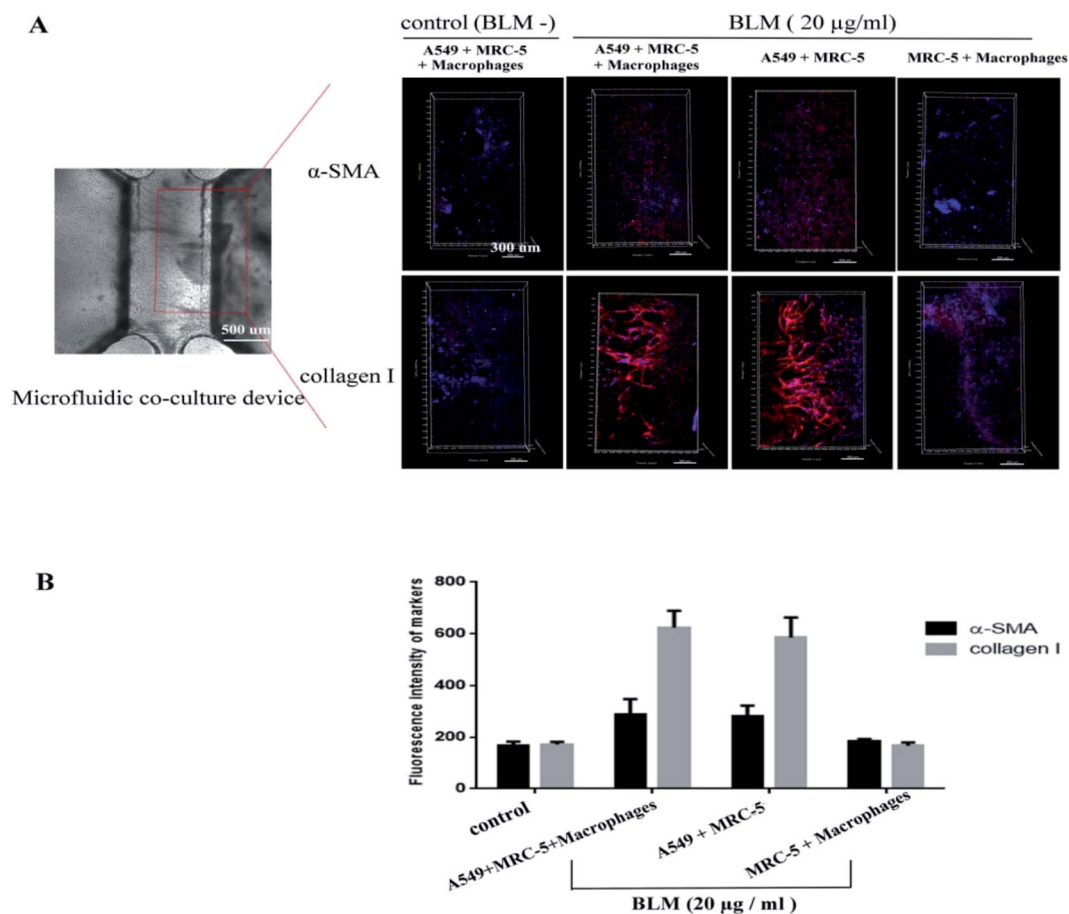 A
control (BLM -)
BLM ( 20 μg/ml)
A549 + MRC-5
+ Macrophages
A549 + MRC-5
+ Macrophages
A549 + MRC-5
MRC-5 + Macrophages
α-SMA
300 um
500 um
collagen I
Microfluidic co-culture device
B
Fluorescence intensity of markers
800
600
400
200
0
α-SMA
collagen I
control
A549+MRC-5+Macrophages
A549 + MRC-5
MRC-5 + Macrophages
BLM (20 μg / ml )